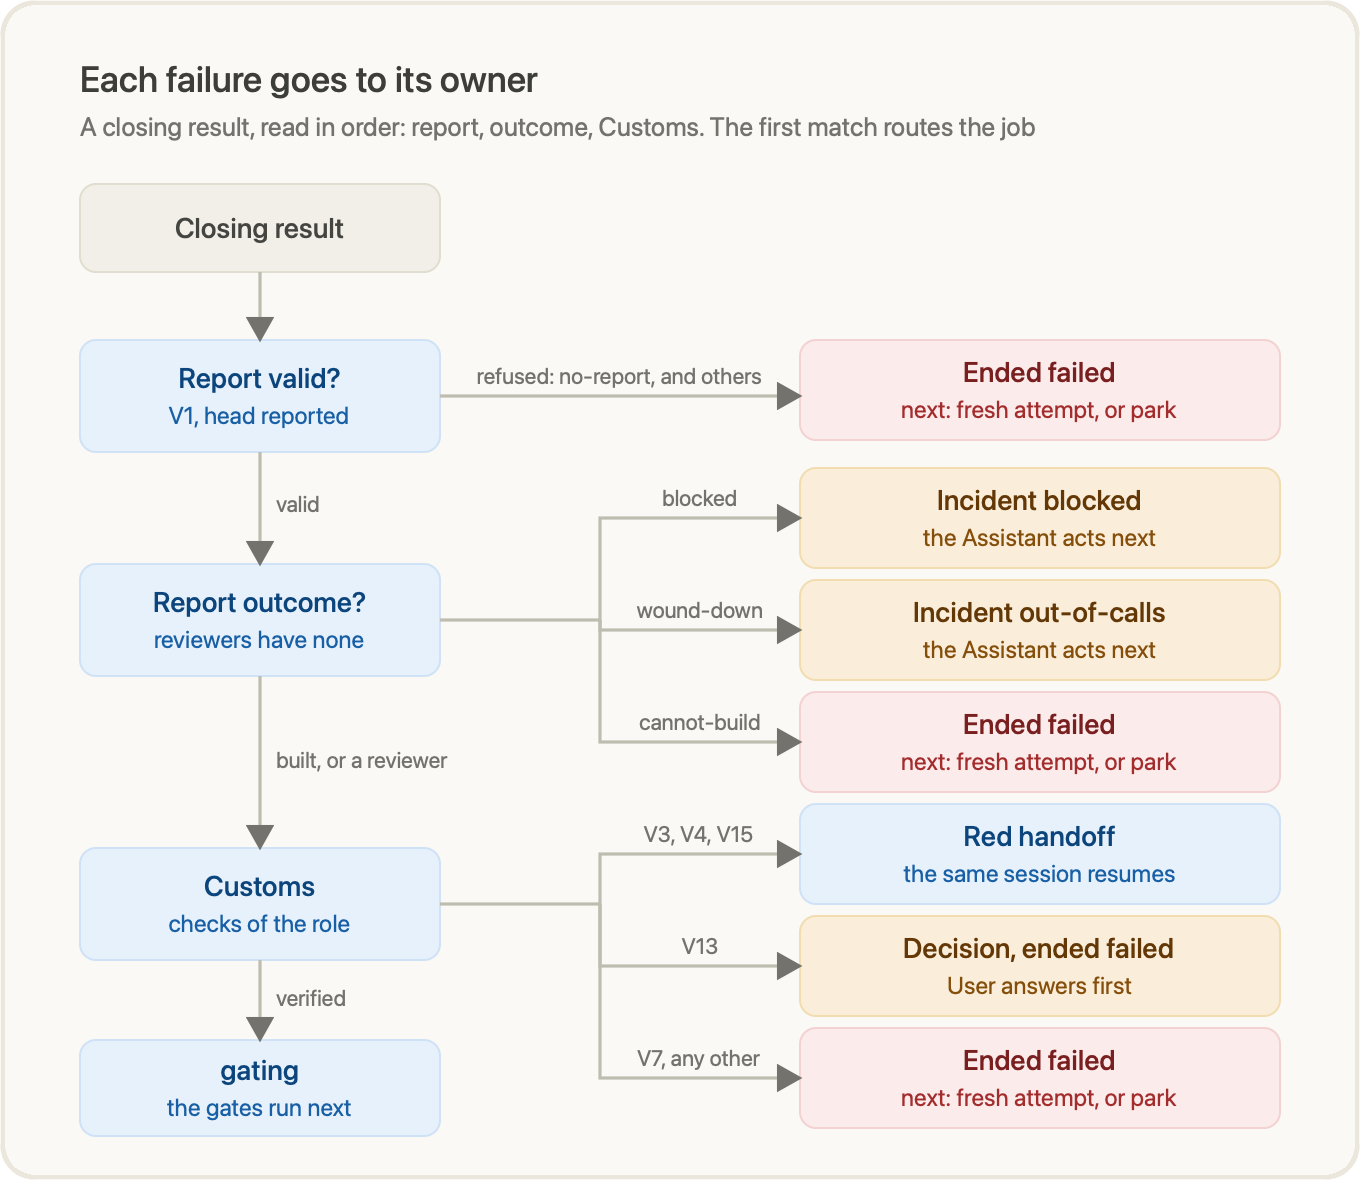 Each failure goes to its owner
A closing result, read in order: report, outcome, Customs. The first match routes the job
Closing result
Report valid?
V1, head reported
refused: no-report, and others
Ended failed
next: fresh attempt, or park
valid
blocked
Incident blocked
the Assistant acts next
Report outcome?
reviewers have none
wound-down
Incident out-of-calls
the Assistant acts next
cannot-build
Ended failed
next: fresh attempt, or park
built, or a reviewer
V3, V4, V15
Red handoff
the same session resumes
Customs
checks of the role
V13
Decision, ended failed
User answers first
verified
V7, any other
Ended failed
next: fresh attempt, or park
gating
the gates run next